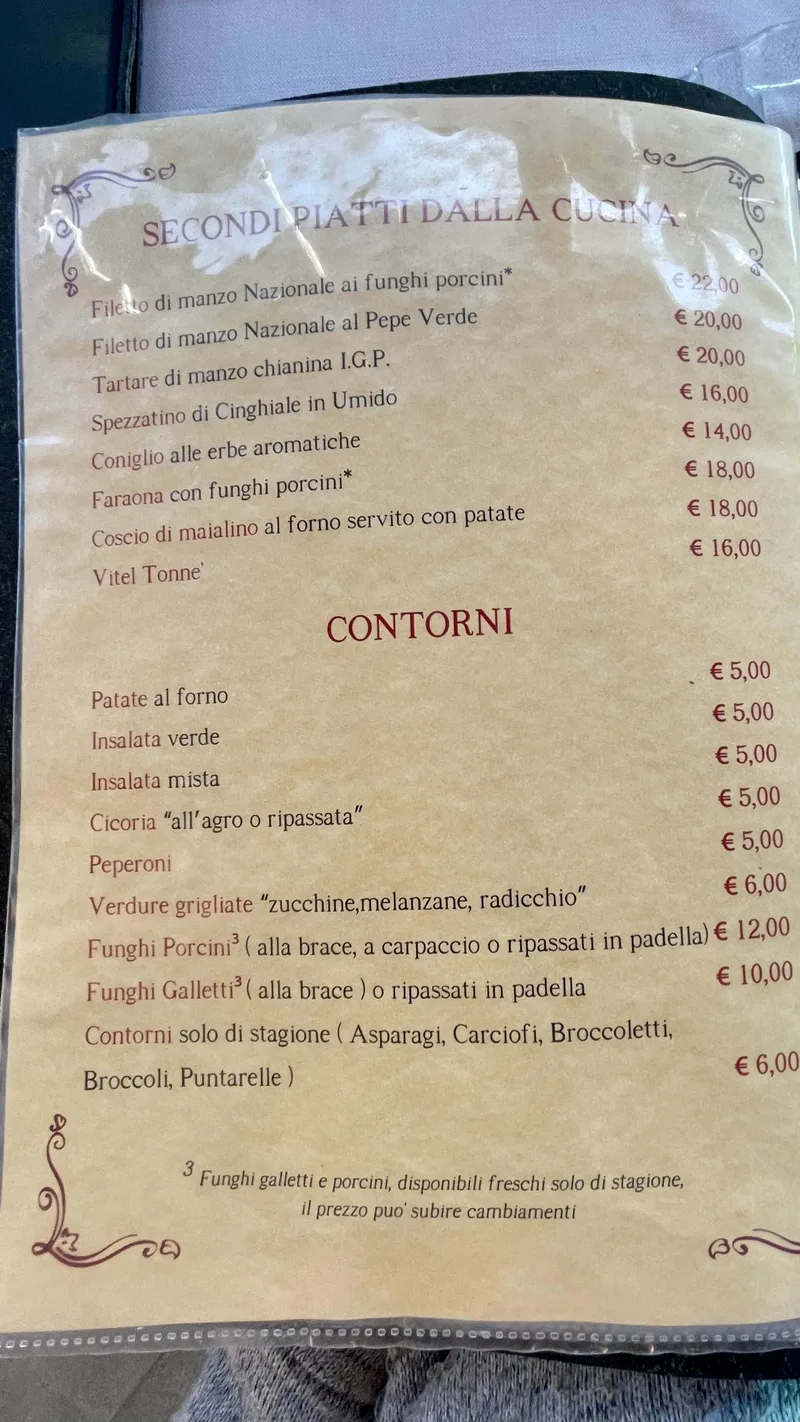 SECONDI PIATTI DALLA CUCINA
Filetto di manzo Nazionale ai funghi porcini* € 22,00
Filetto di manzo Nazionale al Pepe Verde € 20,00
Tartare di manzo chianina I.G.P. € 20,00
Spezzatino di Cinghiale in Umido € 16,00
Coniglio alle erbe aromatiche € 14,00
Faraona con funghi porcini* € 18,00
Coscio di maialino al forno servito con patate € 18,00
Vitel Tonne' € 16,00
CONTORNI
Patate al forno € 5,00
Insalata verde € 5,00
Insalata mista € 5,00
Cicoria "all'agro o ripassata" € 5,00
Peperoni € 5,00
Verdure grigliate "zucchine,melanzane, radicchio" € 6,00
Funghi Porcini³ ( alla brace, a carpaccio o ripassati in padella) € 12,00
Funghi Galletti³ ( alla brace ) o ripassati in padella € 10,00
Contorni solo di stagione ( Asparagi, Carciofi, Broccoletti,
Broccoli, Puntarelle ) € 6,00
³ Funghi galletti e porcini, disponibili freschi solo di stagione,
il prezzo puo' subire cambiamenti